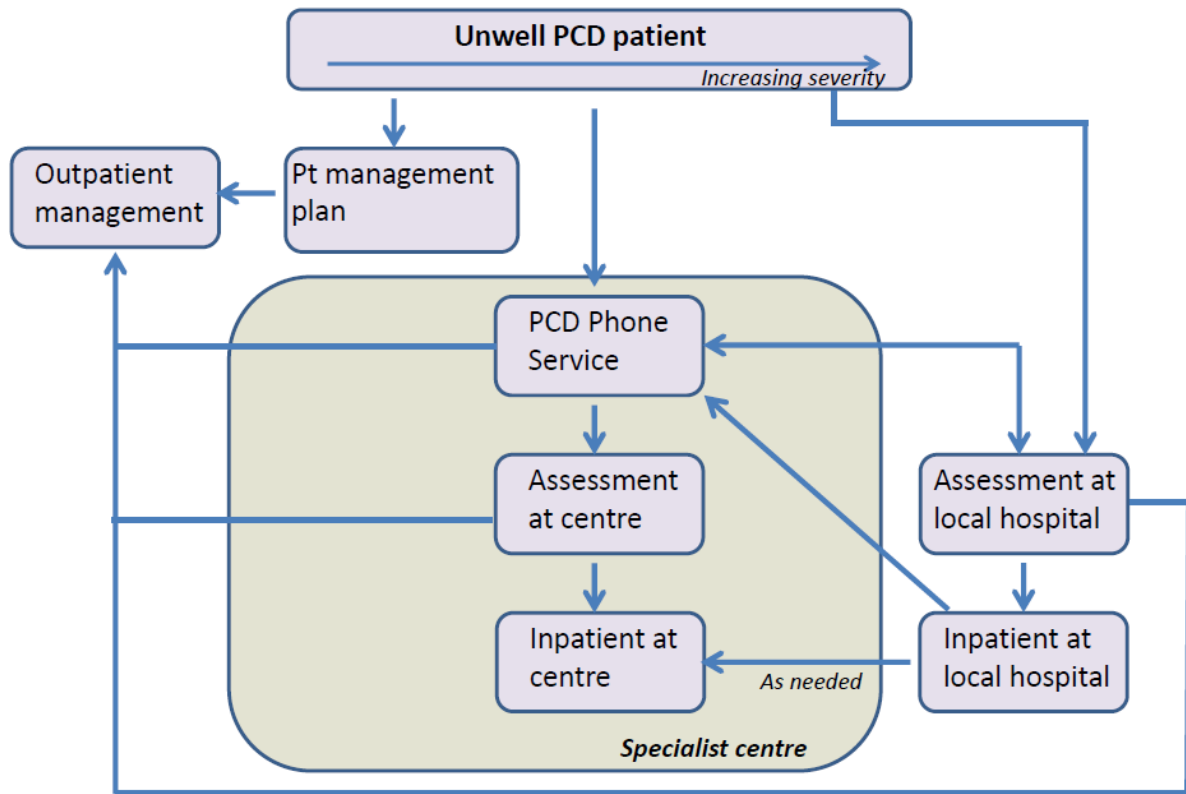 Unwell PCD patient
Increasing severity
Outpatient
management
Pt management
plan
PCD Phone
Service
Assessment
at centre
Assessment at
local hospital
Inpatient at
centre
As needed
Inpatient at
local hospital
Specialist centre